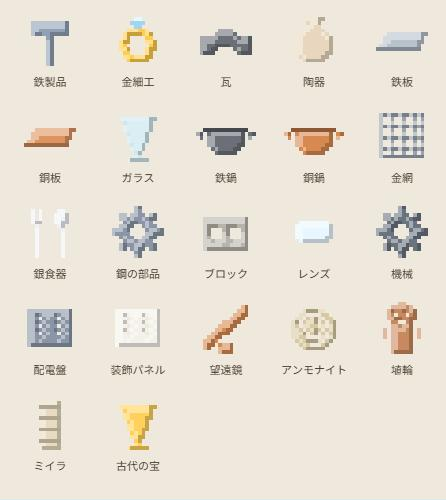 鉄製品 金細工 瓦 陶器 鉄板
銅板 ガラス 鉄鍋 銅鍋 金網
銀食器 鋼の部品 ブロック レンズ 機械
配電盤 装飾パネル 望遠鏡 アンモナイト 埴輪
ミイラ 古代の宝